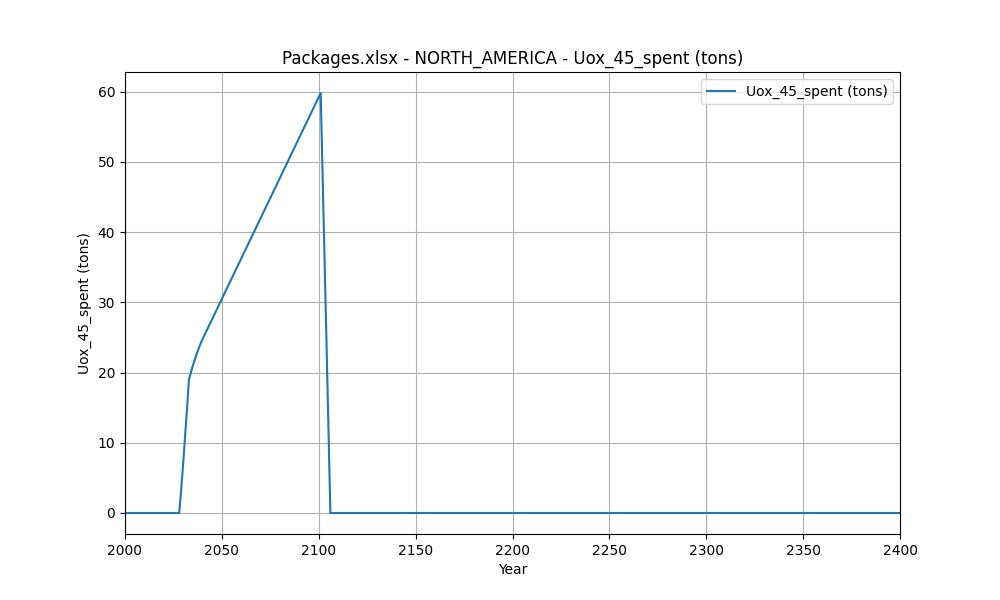 Packages.xlsx - NORTH_AMERICA - Uox_45_spent (tons)
Uox_45_spent (tons)
60
50
40
30
20
10
0
Uox_45_spent (tons)
2000 2050 2100 2150 2200 2250 2300 2350 2400
Year